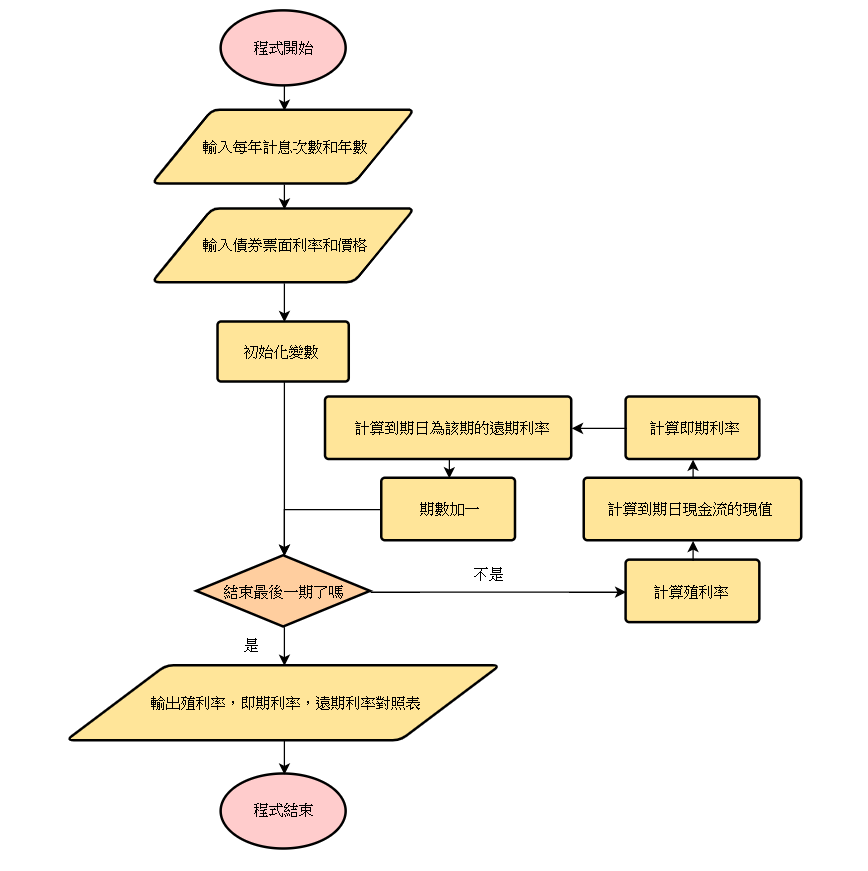 程式開始
輸入每年計息次數和年數
輸入債券票面利率和價格
初始化變數
計算到期日為該期的遠期利率
計算即期利率
期數加一
計算到期日現金流的現值
不是
結束最後一期了嗎
計算殖利率
是
輸出殖利率，即期利率，遠期利率對照表
程式結束